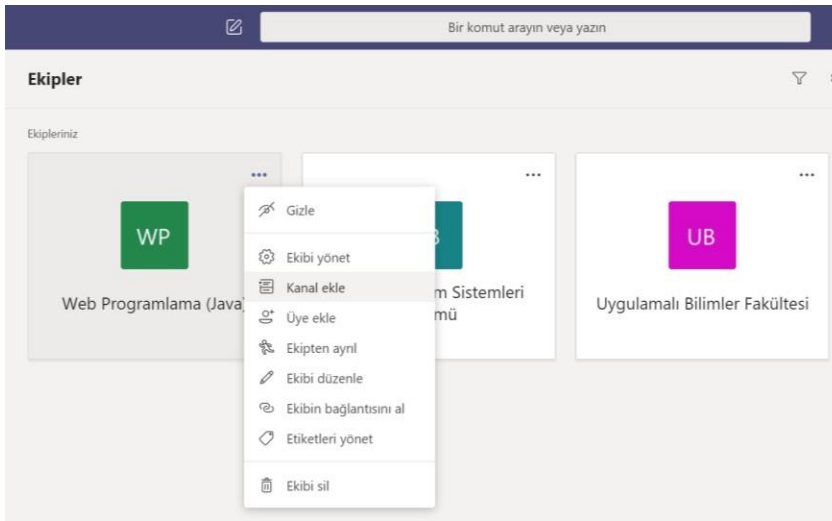 Bir komut arayın veya yazın
Ekipler
Ekipleriniz
WP
Web Programlama (Java)
Gizle
Ekibi yönet
Kanal ekle
Üye ekle
Ekipten ayrıl
Ekibi düzenle
Ekibin bağlantısını al
Etiketleri yönet
Ekibi sil
m Sistemleri
mü
UB
Uygulamalı Bilimler Fakültesi